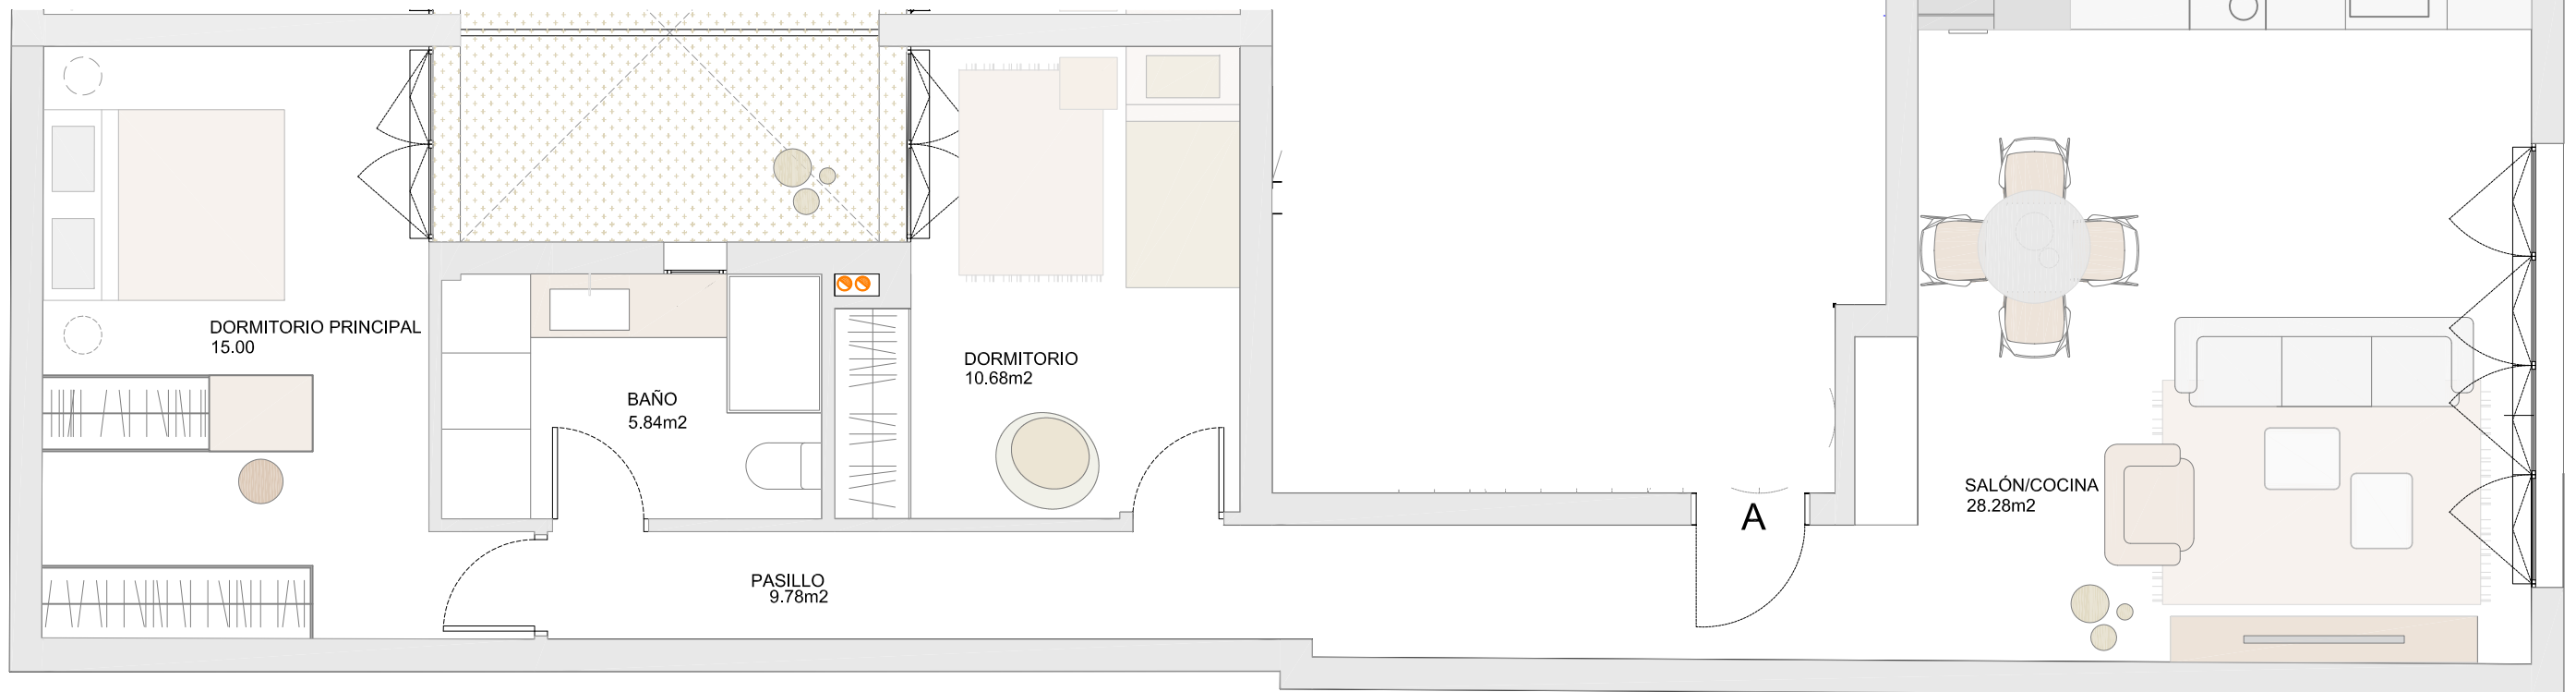 DORMITORIO PRINCIPAL
15.00
BAÑO
5.84m2
DORMITORIO
10.68m2
PASILLO
9.78m2
A
SALÓN/COCINA
28.28m2